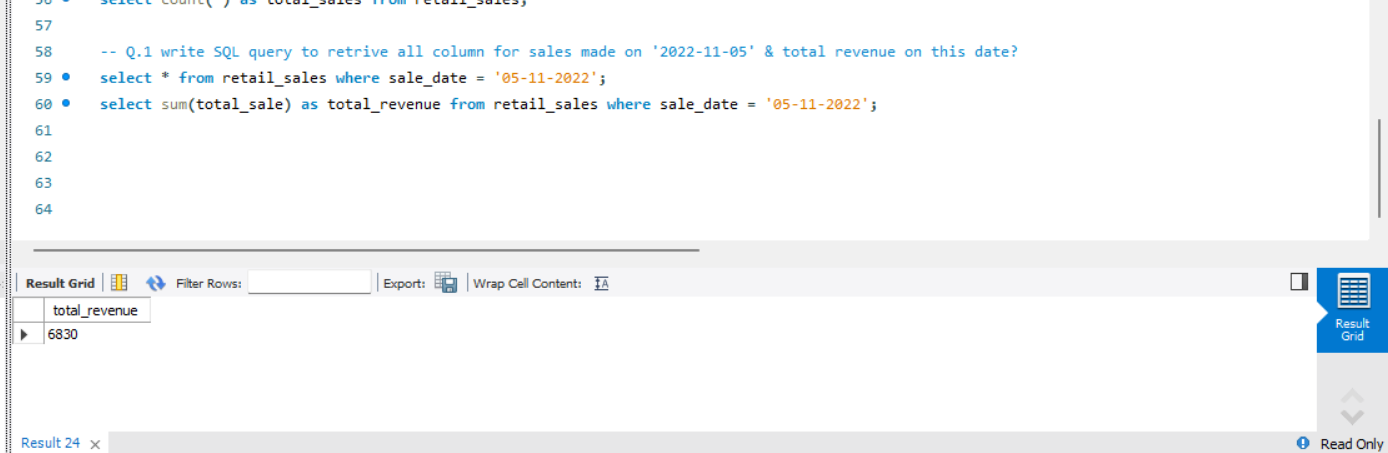 56 select count(*) as total_sales from retail_sales;
57
58 -- Q.1 write SQL query to retrive all column for sales made on '2022-11-05' & total revenue on this date?
59 select * from retail_sales where sale_date = '05-11-2022';
60 select sum(total_sale) as total_revenue from retail_sales where sale_date = '05-11-2022';
61
62
63
64
Result Grid Filter Rows: Export: Wrap Cell Content: IA
total_revenue
6830
Result
Grid
Result 24 × Read Only